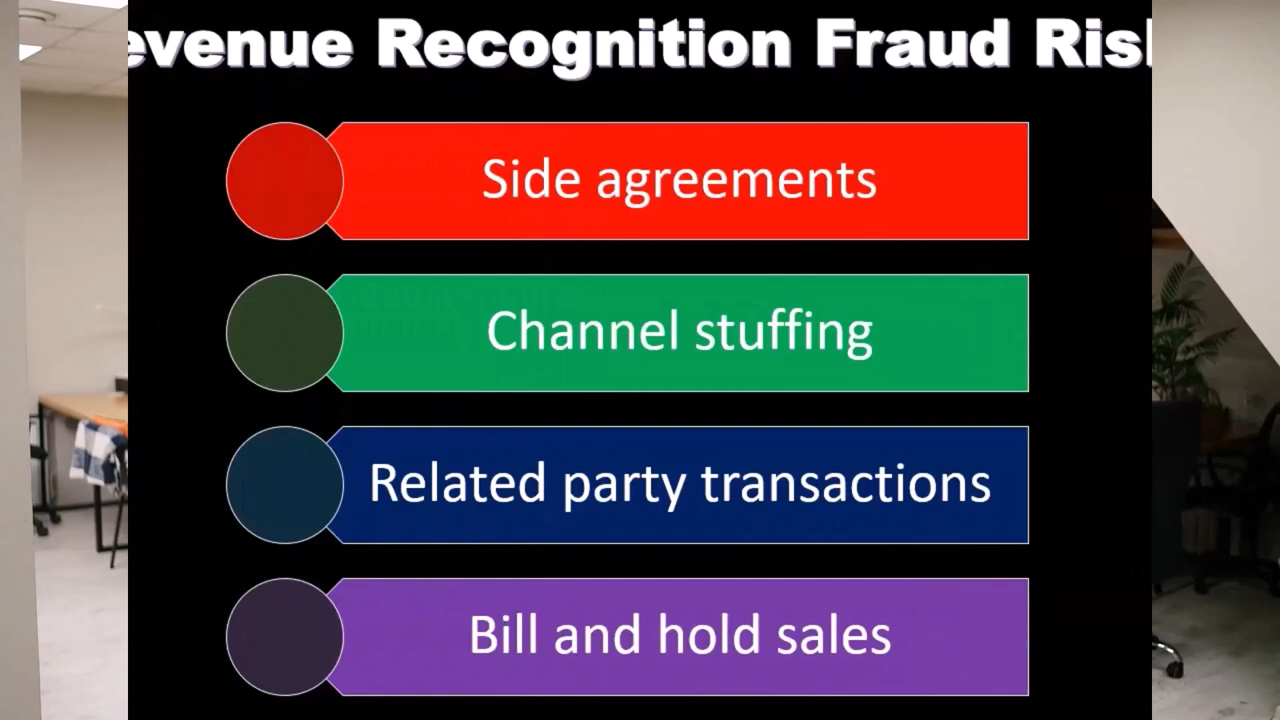 evenue Recognition Fraud Ris
Side agreements
Channel stuffing
Related party transactions
Bill and hold sales